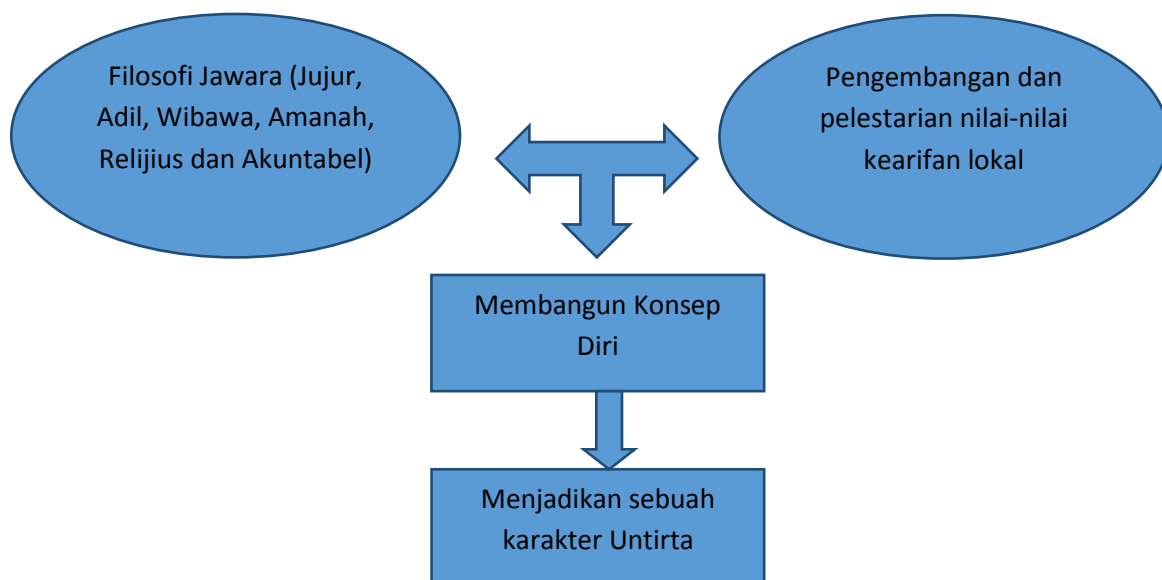 Filosofi Jawara (Jujur,
Adil, Wibawa, Amanah,
Relijius dan Akuntabel)
Pengembangan dan
pelestarian nilai-nilai
kearifan lokal
Membangun Konsep
Diri
Menjadikan sebuah
karakter Untirta